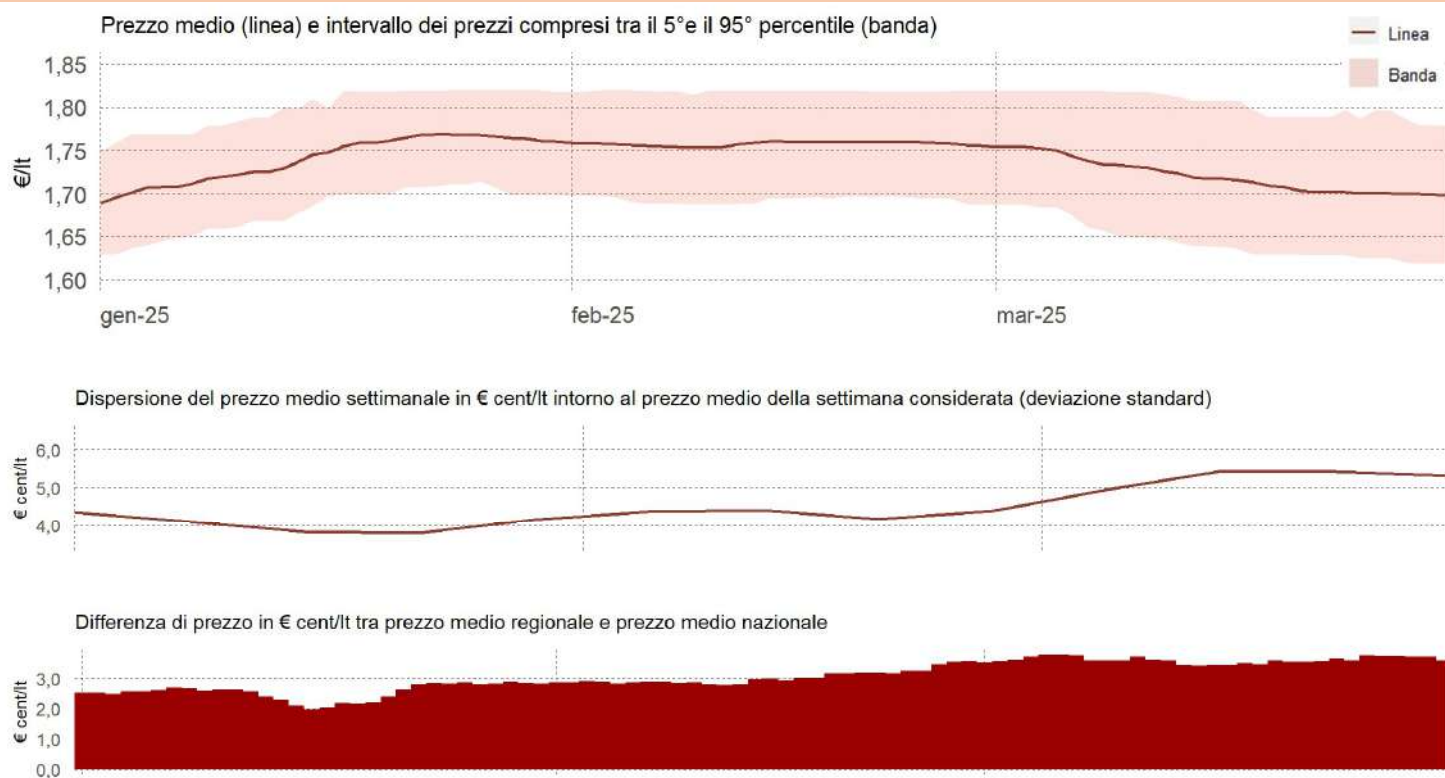 Prezzo medio (linea) e intervallo dei prezzi compresi tra il 5°e il 95° percentile (banda)
Linea
Banda
€/lt
1,85
1,80
1,75
1,70
1,65
1,60
gen-25
feb-25
mar-25
Dispersione del prezzo medio settimanale in € cent/lt intorno al prezzo medio della settimana considerata (deviazione standard)
€ cent/lt
6,0
5,0
4,0
Differenza di prezzo in € cent/lt tra prezzo medio regionale e prezzo medio nazionale
€ cent/lt
3,0
2,0
1,0
0,0